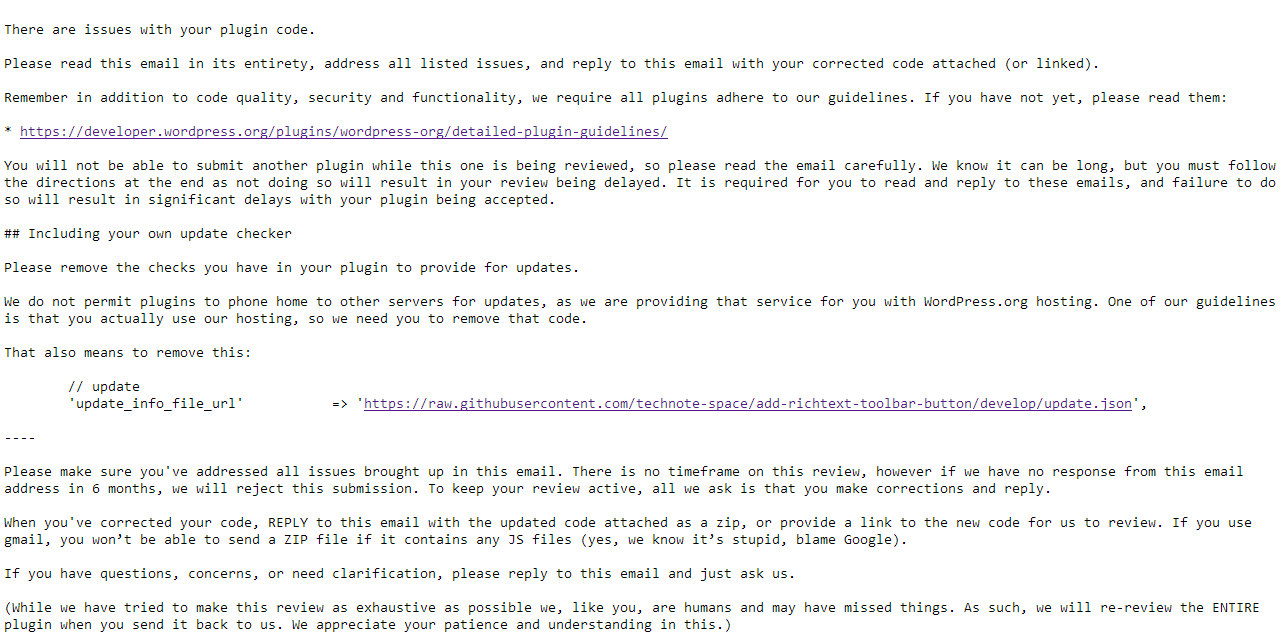 There are issues with your plugin code.
Please read this email in its entirety, address all listed issues, and reply to this email with your corrected code attached (or linked).
Remember in addition to code quality, security and functionality, we require all plugins adhere to our guidelines. If you have not yet, please read them:
* https://developer.wordpress.org/plugins/wordpress-org/detailed-plugin-guidelines/
You will not be able to submit another plugin while this one is being reviewed, so please read the email carefully. We know it can be long, but you must follow
the directions at the end as not doing so will result in your review being delayed. It is required for you to read and reply to these emails, and failure to do
so will result in significant delays with your plugin being accepted.
## Including your own update checker
Please remove the checks you have in your plugin to provide for updates.
We do not permit plugins to phone home to other servers for updates, as we are providing that service for you with WordPress.org hosting. One of our guidelines
is that you actually use our hosting, so we need you to remove that code.
That also means to remove this:
// update
'update_info_file_url' => 'https://raw.githubusercontent.com/technote-space/add-richtext-toolbar-button/develop/update.json',
----
Please make sure you've addressed all issues brought up in this email. There is no timeframe on this review, however if we have no response from this email
address in 6 months, we will reject this submission. To keep your review active, all we ask is that you make corrections and reply.
When you've corrected your code, REPLY to this email with the updated code attached as a zip, or provide a link to the new code for us to review. If you use
gmail, you won’t be able to send a ZIP file if it contains any JS files (yes, we know it’s stupid, blame Google).
If you have questions, concerns, or need clarification, please reply to this email and just ask us.
(While we have tried to make this review as exhaustive as possible we, like you, are humans and may have missed things. As such, we will re-review the ENTIRE
plugin when you send it back to us. We appreciate your patience and understanding in this.)